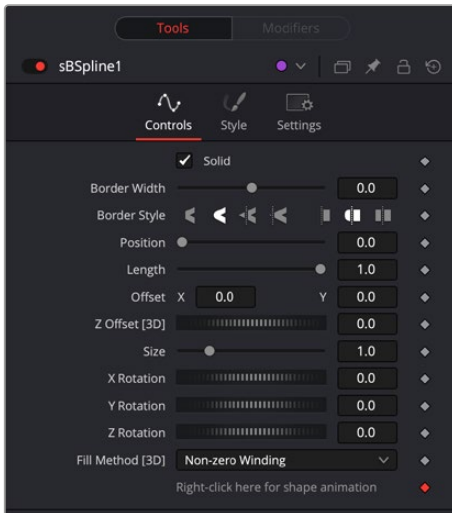 Tools Modifiers
sBSpline1
Controls Style Settings
Solid
Border Width 0.0
Border Style
Position 0.0
Length 1.0
Offset X 0.0 Y 0.0
Z Offset [3D] 0.0
Size 1.0
X Rotation 0.0
Y Rotation 0.0
Z Rotation 0.0
Fill Method [3D] Non-zero Winding
Right-click here for shape animation